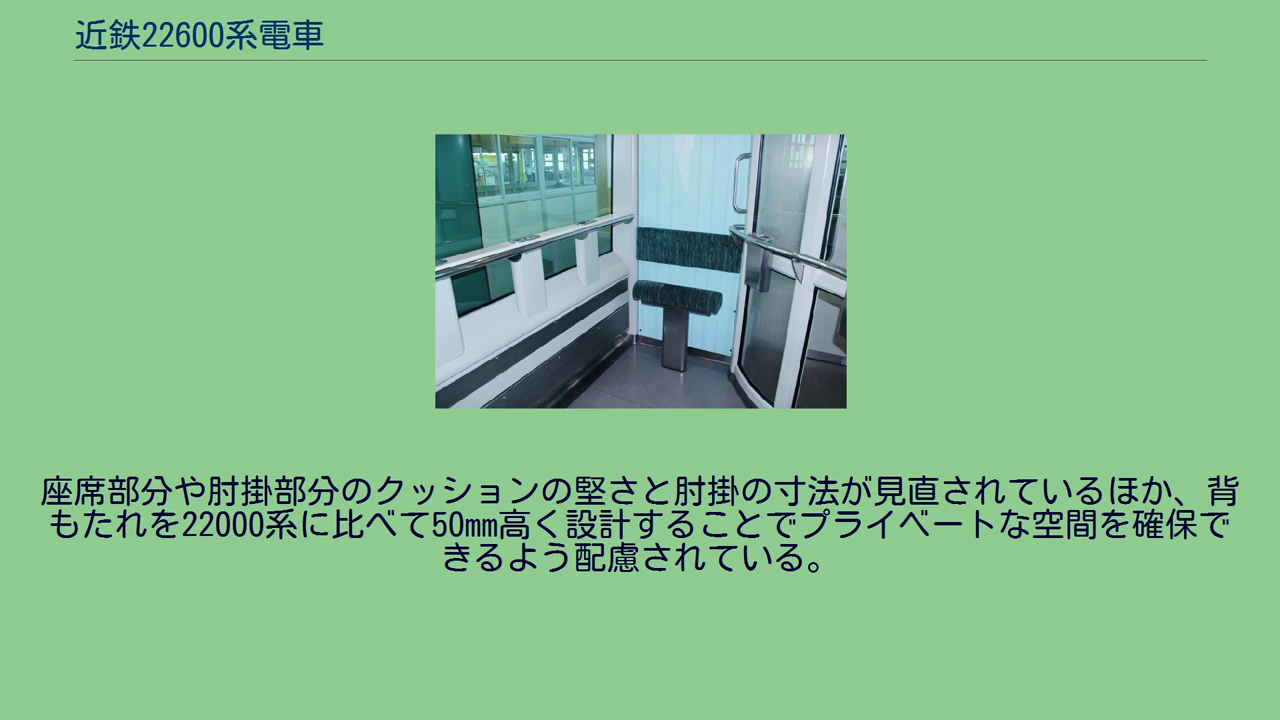 近鉄22600系電車
座席部分や肘掛部分のクッションの堅さと肘掛の寸法が見直されているほか、背
もたれを22000系に比べて50mm高く設計することでプライベートな空間を確保で
きるよう配慮されている。